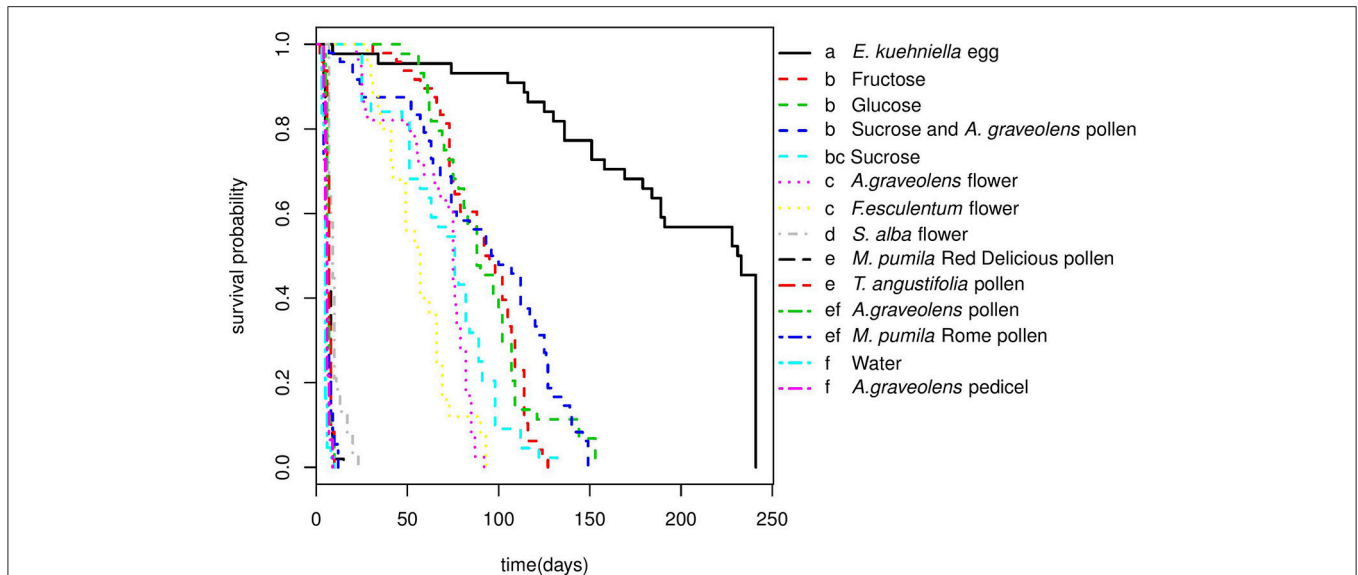 survival probability
1.0
0.8
0.6
0.4
0.2
0.0
0 50 100 150 200 250
time(days)
a E. kuehniella egg
b Fructose
b Glucose
b Sucrose and A. graveolens pollen
bc Sucrose
c A.graveolens flower
c F.esculentum flower
d S. alba flower
e M. pumila Red Delicious pollen
e T. angustifolia pollen
ef A.graveolens pollen
ef M. pumila Rome pollen
f Water
f A.graveolens pedicel